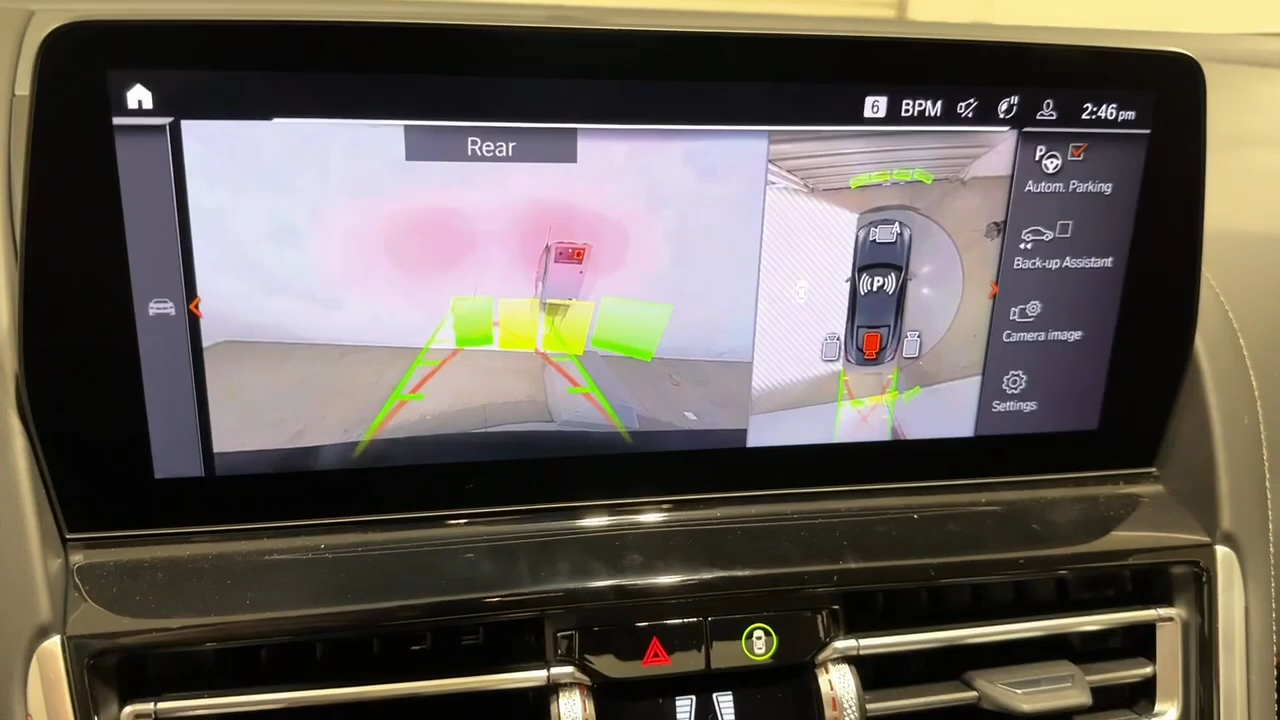 6 BPM 2:46 pm
Rear
P
Autom. Parking
A
P
Back-up Assistant
Camera image
Settings